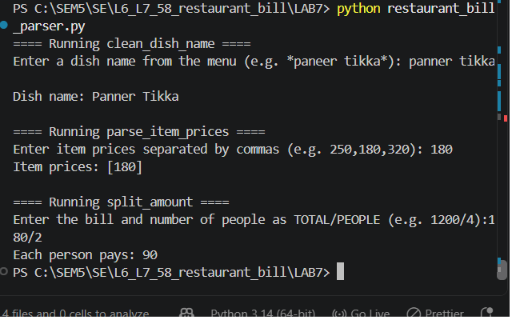 PS C:\SEM5\SE\L6_L7_58_restaurant_bill\LAB7> python restaurant_bill
_parser.py
==== Running clean_dish_name ====
Enter a dish name from the menu (e.g. *paneer tikka*): panner tikka
Dish name: Panner Tikka
==== Running parse_item_prices ====
Enter item prices separated by commas (e.g. 250,180,320): 180
Item prices: [180]
==== Running split_amount ====
Enter the bill and number of people as TOTAL/PEOPLE (e.g. 1200/4):1
80/2
Each person pays: 90
PS C:\SEM5\SE\L6_L7_58_restaurant_bill\LAB7>
4 files and 0 cells to analyze Python 3.14 (64-bit) Go Live Prettier